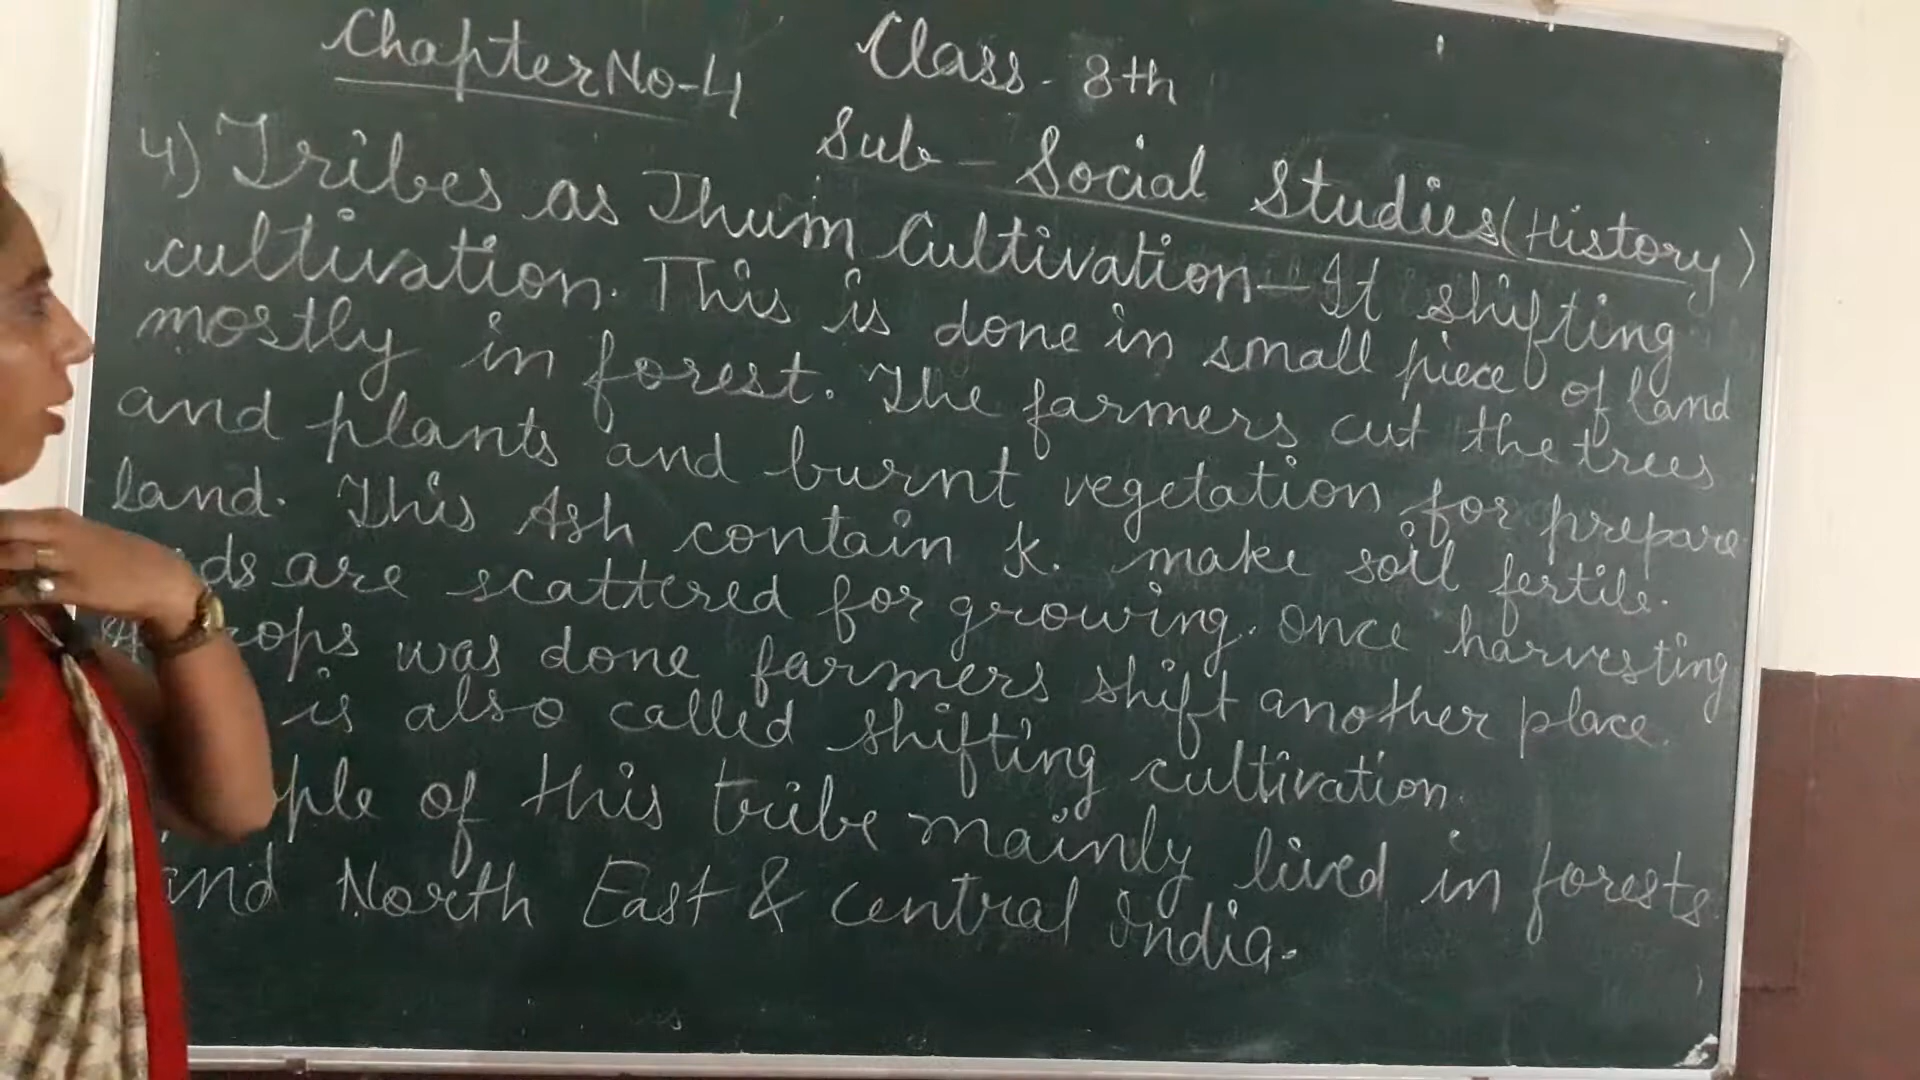 Chapter No-4
Class - 8th
Sub - Social Studies (History)
4) Tribes as Jhum Cultivation - It shifting
cultivation. This is done in small piece of land
mostly in forest. The farmers cut the trees
and plants and burnt vegetation for prepare
land. This Ash contain K. make soil fertile.
ds are scattered for growing. Once harvesting
ops was done farmers shift another place.
is also called shifting cultivation.
ple of this tribe mainly lived in forests
and North East & Central India.